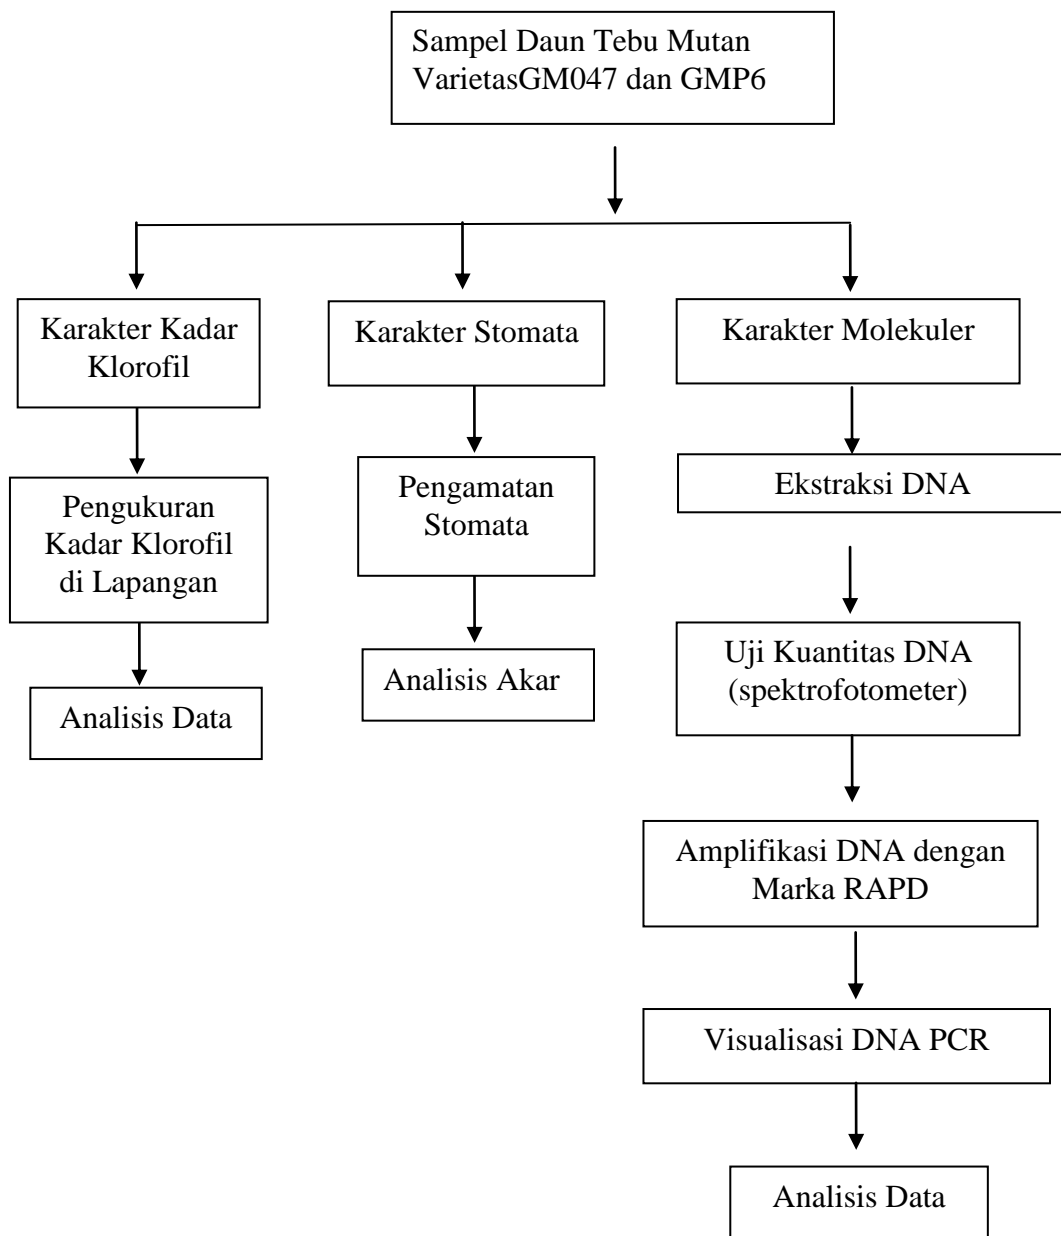 Sampel Daun Tebu Mutan
VarietasGM047 dan GMP6
Karakter Kadar
Klorofil
Karakter Stomata
Karakter Molekuler
Pengukuran
Kadar Klorofil
di Lapangan
Pengamatan
Stomata
Ekstraksi DNA
Analisis Data
Analisis Akar
Uji Kuantitas DNA
(spektrofotometer)
Amplifikasi DNA dengan
Marka RAPD
Visualisasi DNA PCR
Analisis Data